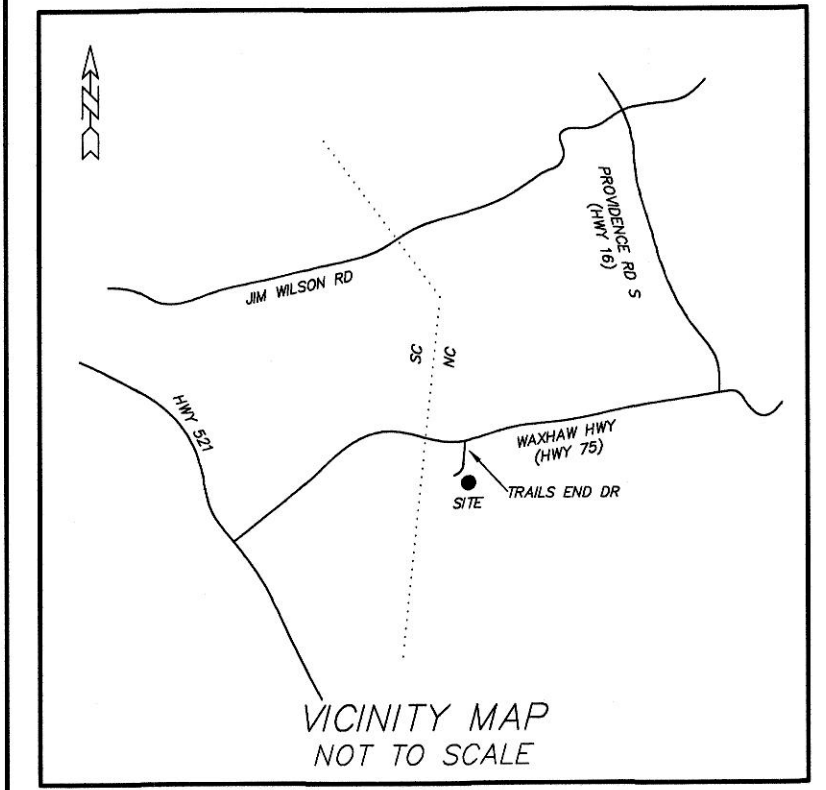 N
PROVIDENCE RD S
(HWY 16)
JIM WILSON RD
SC
NC
HWY 521
WAXHAW HWY
(HWY 75)
TRAILS END DR
SITE
VICINITY MAP
NOT TO SCALE